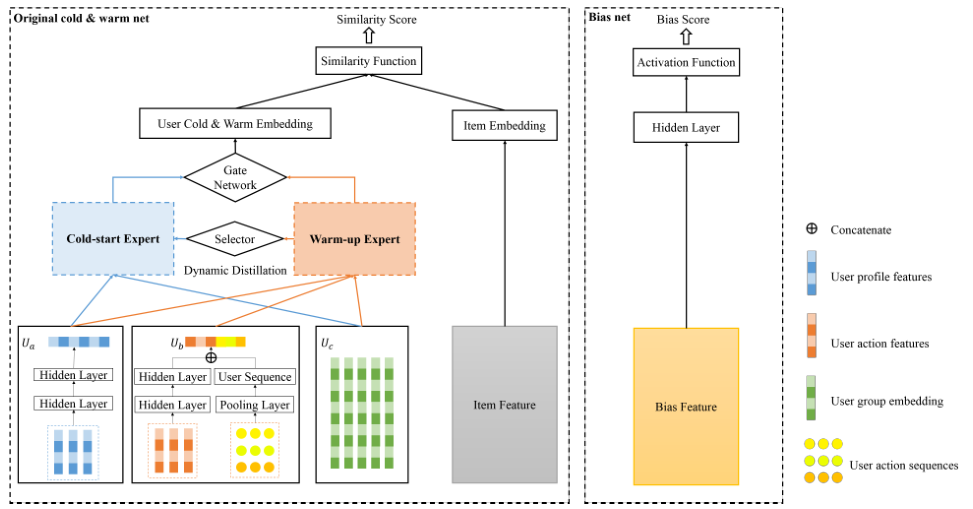 Original cold & warm net
Similarity Score
Similarity Function
User Cold & Warm Embedding
Item Embedding
Gate
Network
Cold-start Expert
Selector
Warm-up Expert
Dynamic Distillation
U_a
Hidden Layer
Hidden Layer
U_b
Hidden Layer
User Sequence
Hidden Layer
Pooling Layer
U_c
Item Feature
Bias net
Bias Score
Activation Function
Hidden Layer
Bias Feature
Concatenate
User profile features
User action features
User group embedding
User action sequences